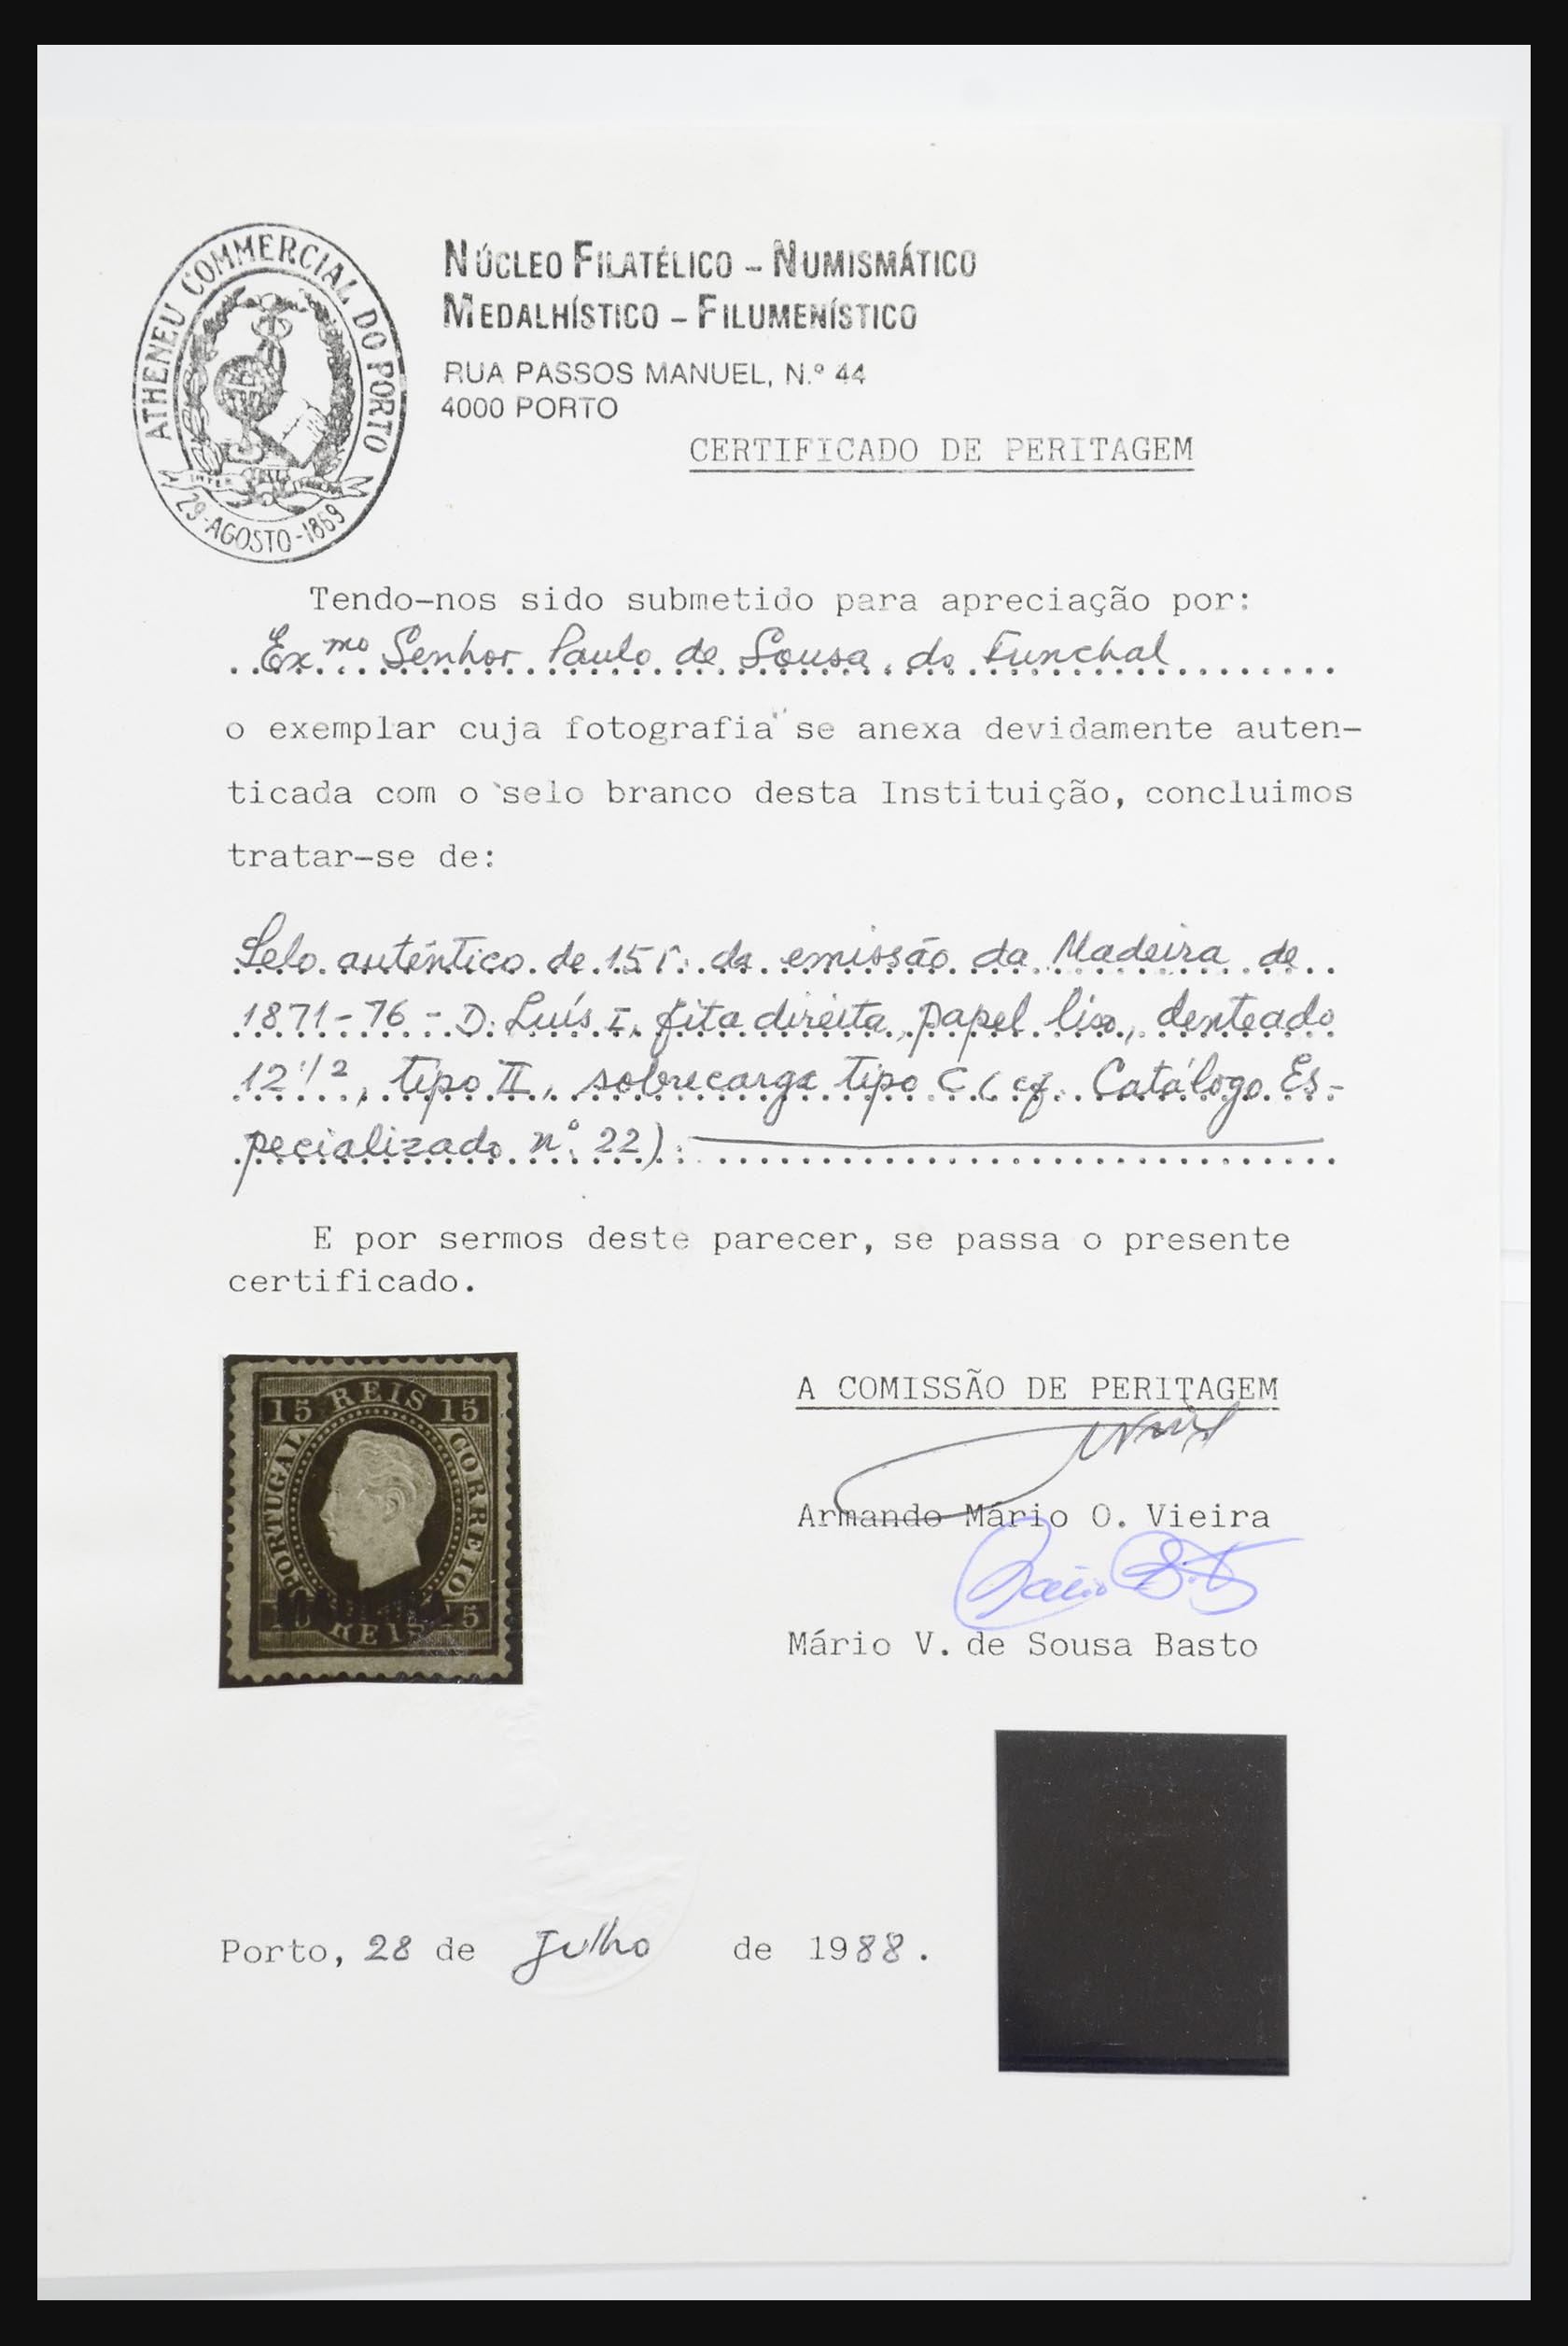 ATHENEU COMMERCIAL DO PORTO
29-AGOSTO-1869
NÚCLEO FILATÉLICO – NUMISMÁTICO
MEDALHÍSTICO – FILUMENÍSTICO
RUA PASSOS MANUEL, N.º 44
4000 PORTO
CERTIFICADO DE PERITAGEM
Tendo-nos sido submetido para apreciação por:
Exmo Senhor Paulo de Sousa, do Funchal
o exemplar cuja fotografia se anexa devidamente auten-
ticada com o selo branco desta Instituição, concluimos
tratar-se de:
Selo autêntico de 15 r. da emissão da Madeira de
1871-76 - D. Luís I, fita direita, papel liso, denteado
12 1/2, tipo II, sobrecarga tipo C (cf. Catálogo Es-
pecializado nº 22).
E por sermos deste parecer, se passa o presente
certificado.
15 REIS 15
PORTUGAL
CORREIO
REIS 15
A COMISSÃO DE PERITAGEM
Armando Mário O. Vieira
Mário V. de Sousa Basto
Porto, 28 de Julho de 1988.